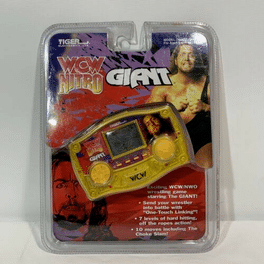 TIGER
WCW
NITRO
GIANT
GIANT
WCW
Exciting WCW/NWO
wrestling game
starring The GIANT!
• Send your wrestler
into battle with
"One-Touch Linking"!
• 7 levels of hard hitting,
off the ropes action!
• 10 moves including The
Choke Slam!